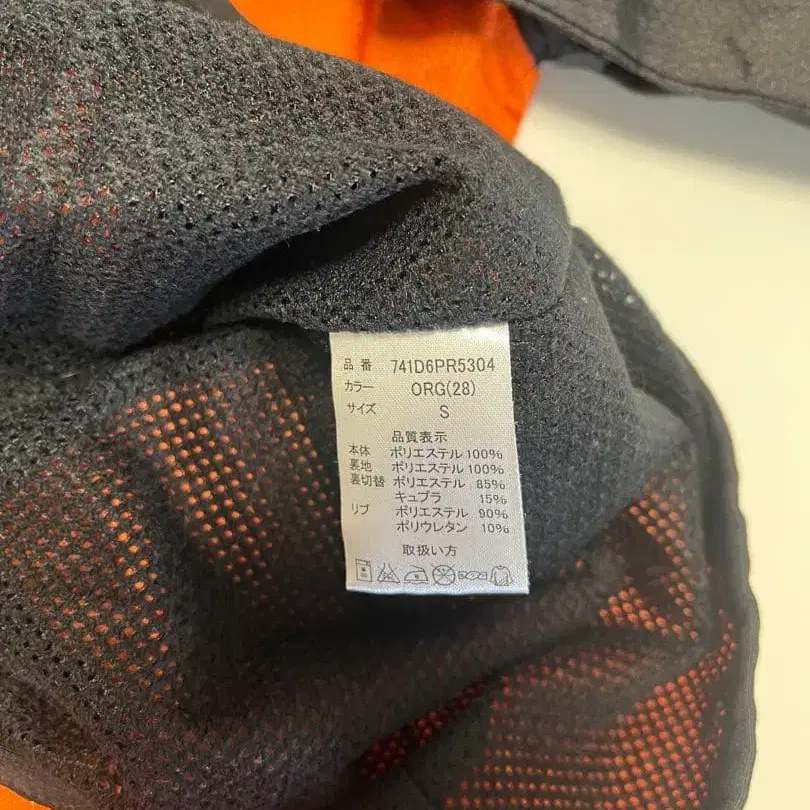 品番 741D6PR5304
カラー ORG(28)
サイズ S
品質表示
本体 ポリエステル 100%
裏地 ポリエステル 100%
裏切替 ポリエステル 85%
キュプラ 15%
リブ ポリエステル 90%
ポリウレタン 10%
取扱い方